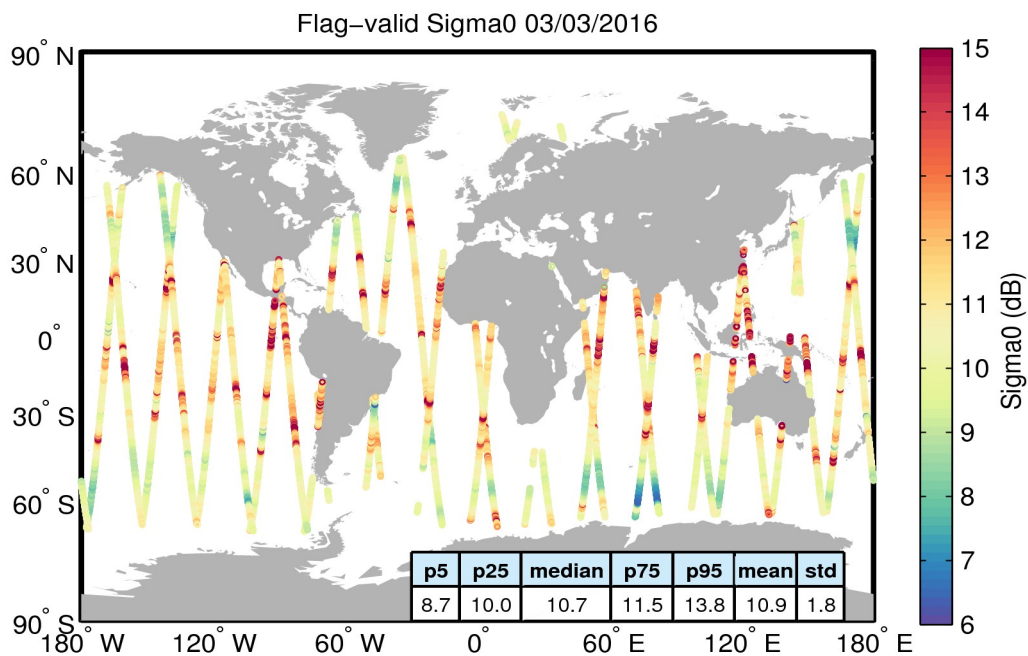 Flag−valid Sigma0 03/03/2016
90° N
60° N
30° N
0°
30° S
60° S
90° S
180° W
120° W
60° W
0°
60° E
120° E
180° E
15
14
13
12
11
10
9
8
7
6
Sigma0 (dB)
p5 p25 median p75 p95 mean std
8.7 10.0 10.7 11.5 13.8 10.9 1.8